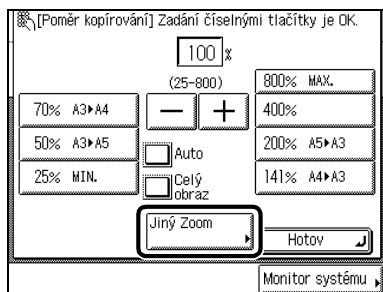 [Poměr kopírování] Zadání číselnými tlačítky je OK.
100 %
(25-800)
800% MAX.
70% A3▶A4
— +
400%
50% A3▶A5
Auto
200% A5▶A3
25% MIN.
Celý
obraz
141% A4▶A3
Jiný Zoom
Hotov
Monitor systému